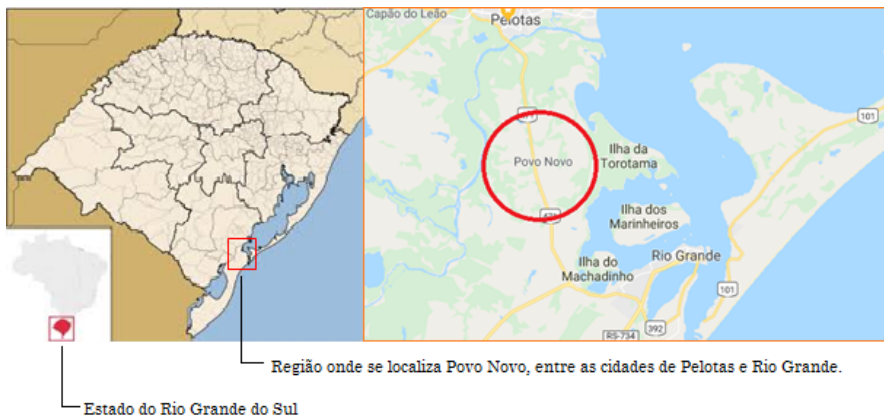 Capão do Leão
Pelotas
101
Povo Novo
Ilha da
Torotama
471
Ilha dos
Marinheiros
Ilha do
Machadinho
Rio Grande
101
392
RS-734
Região onde se localiza Povo Novo, entre as cidades de Pelotas e Rio Grande.
Estado do Rio Grande do Sul